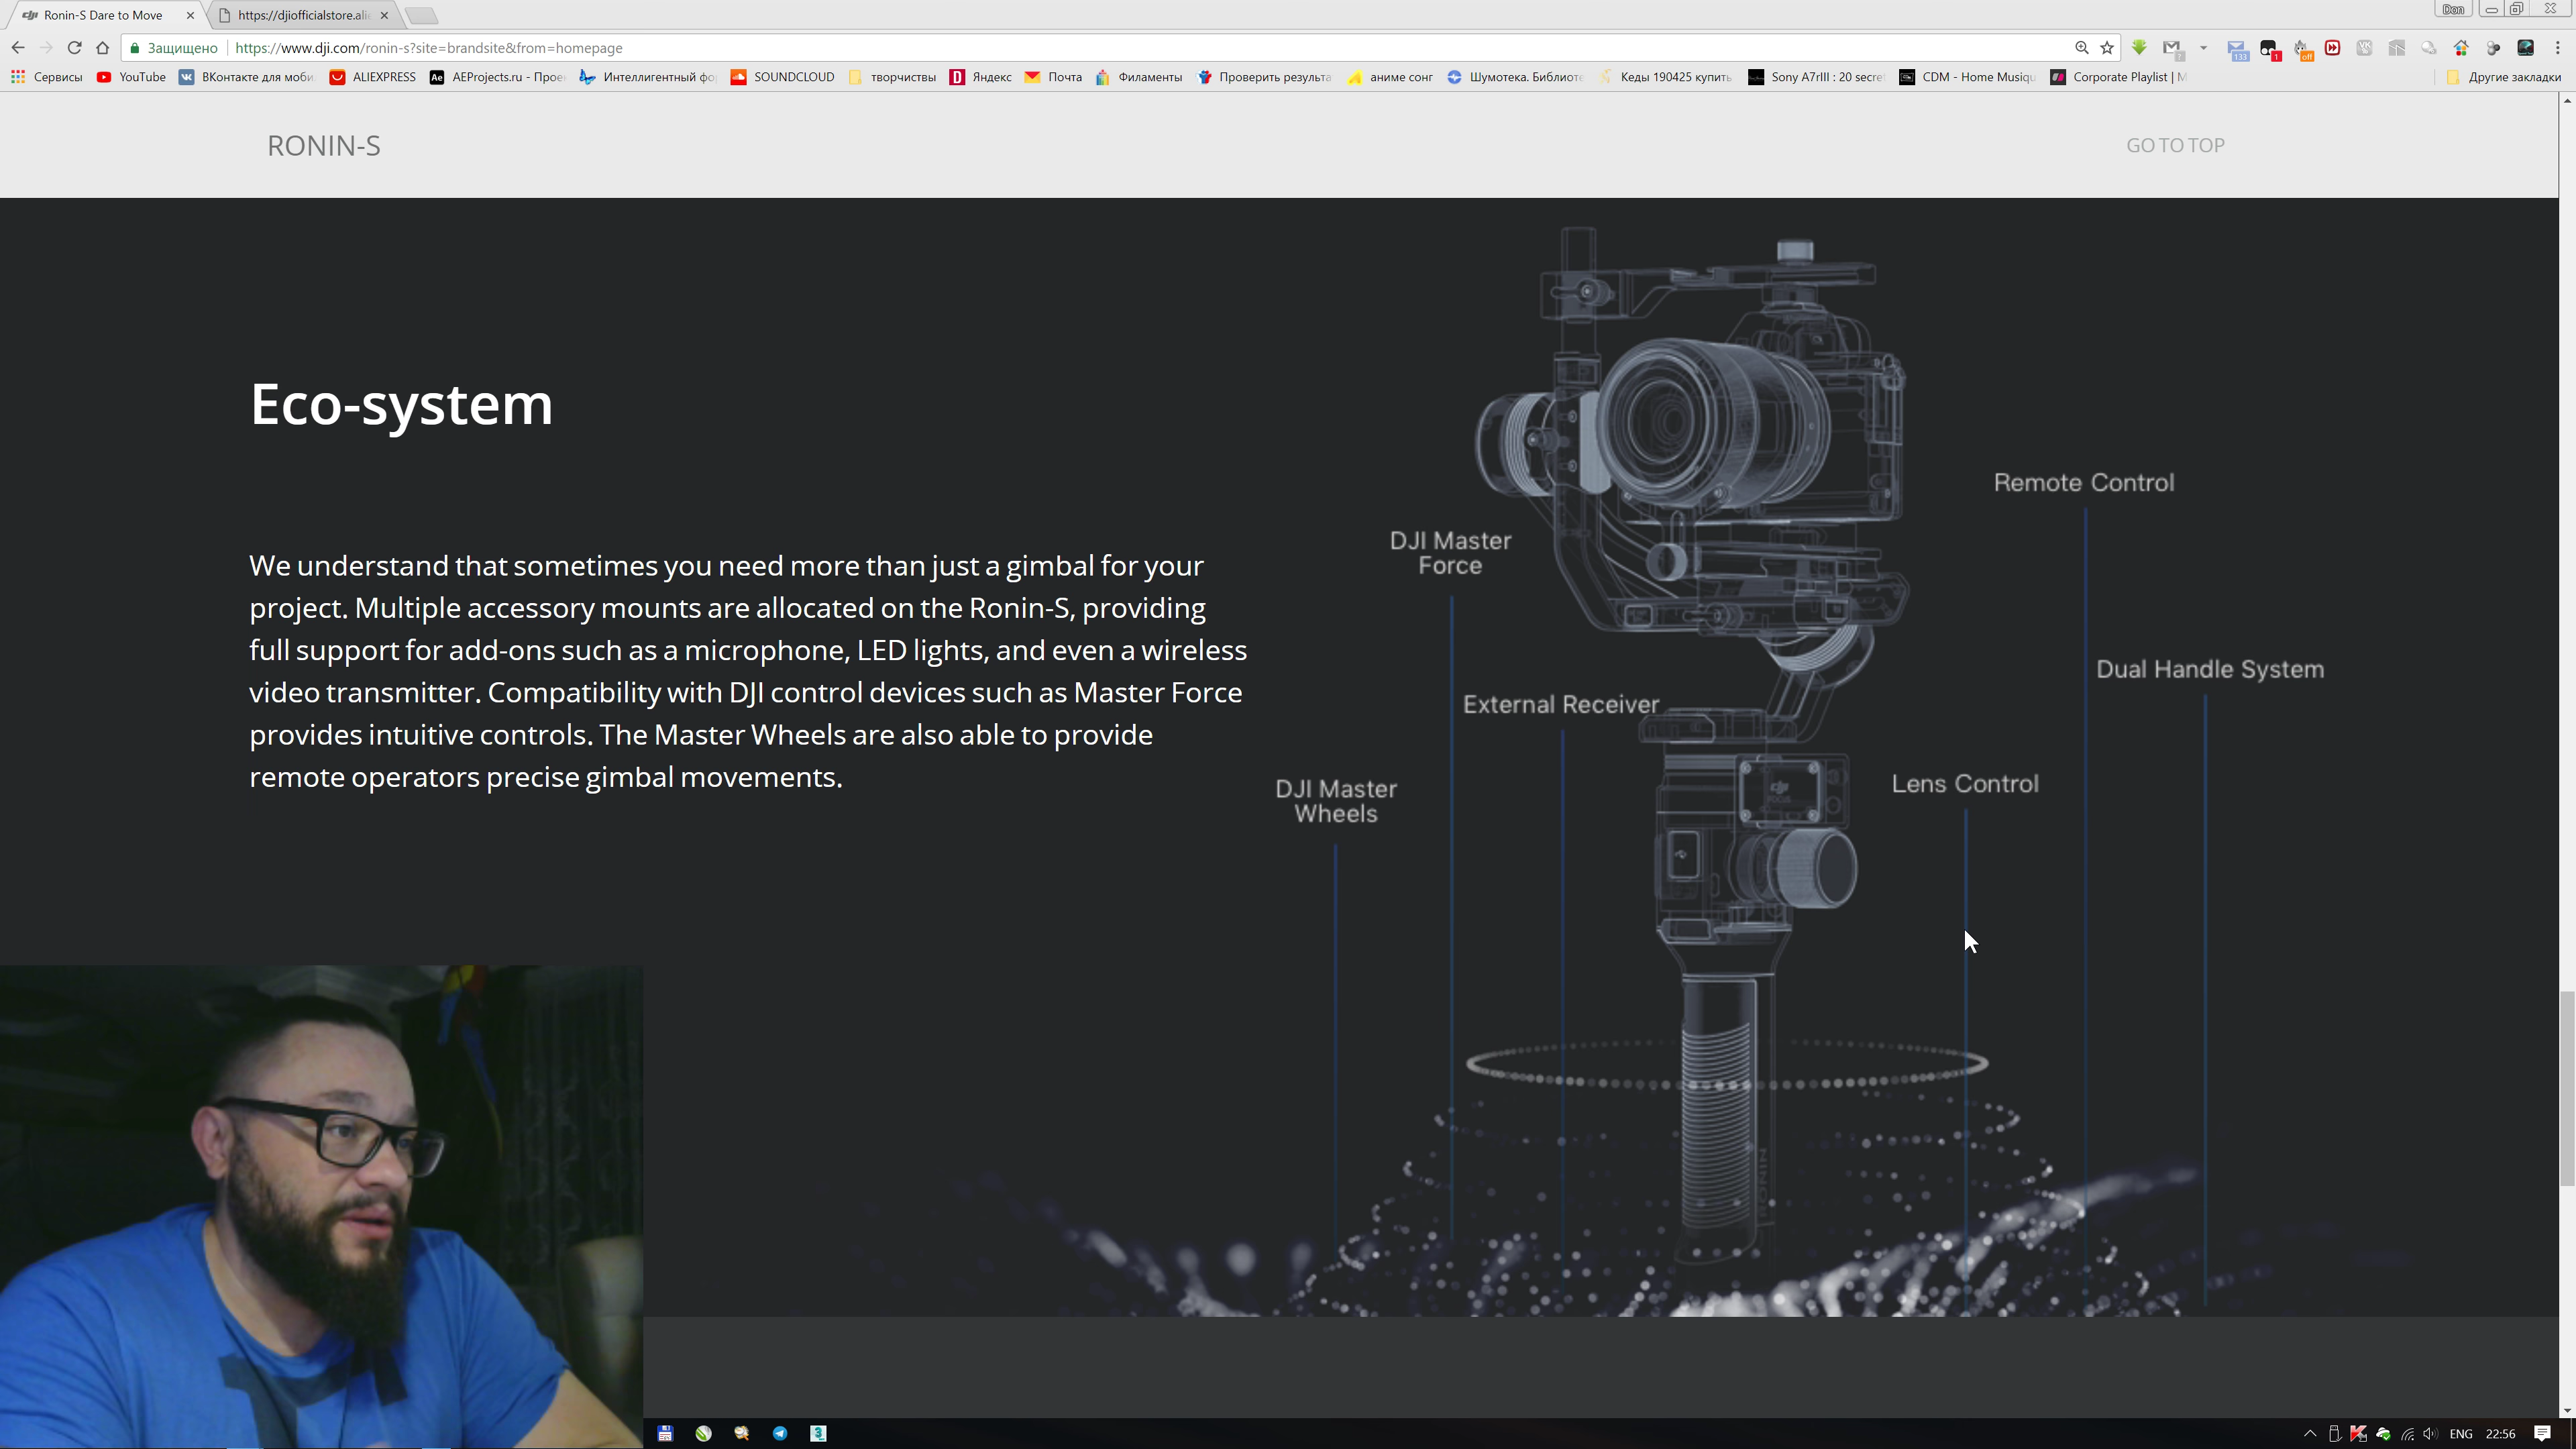 Ronin-S Dare to Move
https://djiofficialstore.ali
Don
Защищено
https://www.dji.com/ronin-s?site=brandsite&from=homepage
133
1
off
Сервисы
YouTube
ВКонтакте для моби
ALIEXPRESS
AEProjects.ru - Прое
Интеллигентный фо
SOUNDCLOUD
творчиствы
Яндекс
Почта
Филаменты
Проверить результа
аниме сонг
Шумотека. Библиоте
Кеды 190425 купить
Sony A7rIII : 20 secre
CDM - Home Musiqu
Corporate Playlist | M
Другие закладки
RONIN-S
GO TO TOP
Eco-system
We understand that sometimes you need more than just a gimbal for your
project. Multiple accessory mounts are allocated on the Ronin-S, providing
full support for add-ons such as a microphone, LED lights, and even a wireless
video transmitter. Compatibility with DJI control devices such as Master Force
provides intuitive controls. The Master Wheels are also able to provide
remote operators precise gimbal movements.
Remote Control
DJI Master
Force
Dual Handle System
External Receiver
DJI Master
Wheels
Lens Control
ENG
22:56